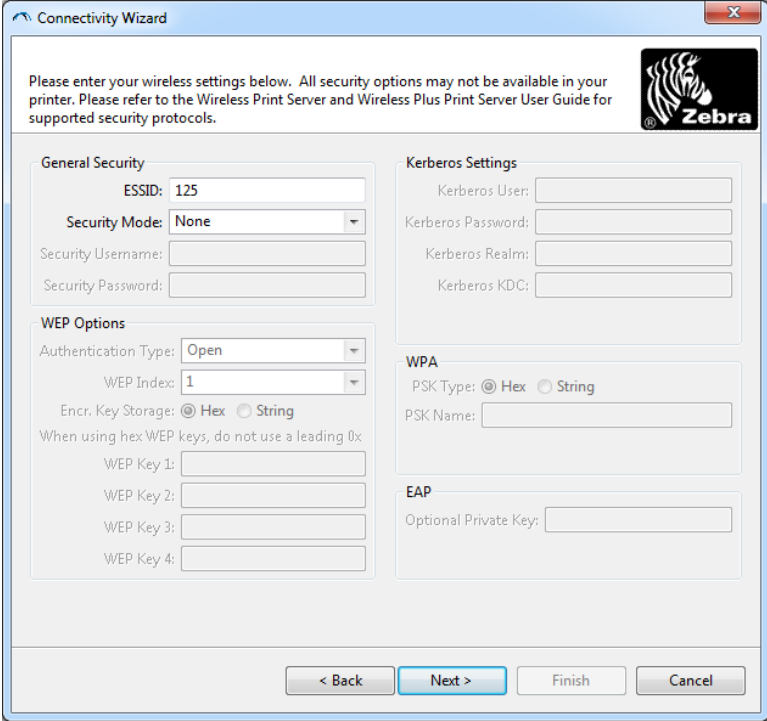 Connectivity Wizard
Please enter your wireless settings below.  All security options may not be available in your
printer. Please refer to the Wireless Print Server and Wireless Plus Print Server User Guide for
supported security protocols.
® Zebra
General Security
ESSID: 125
Security Mode: None
Security Username:
Security Password:
WEP Options
Authentication Type: Open
WEP Index: 1
Encr. Key Storage: Hex String
When using hex WEP keys, do not use a leading 0x
WEP Key 1:
WEP Key 2:
WEP Key 3:
WEP Key 4:
Kerberos Settings
Kerberos User:
Kerberos Password:
Kerberos Realm:
Kerberos KDC:
WPA
PSK Type: Hex String
PSK Name:
EAP
Optional Private Key:
< Back Next > Finish Cancel